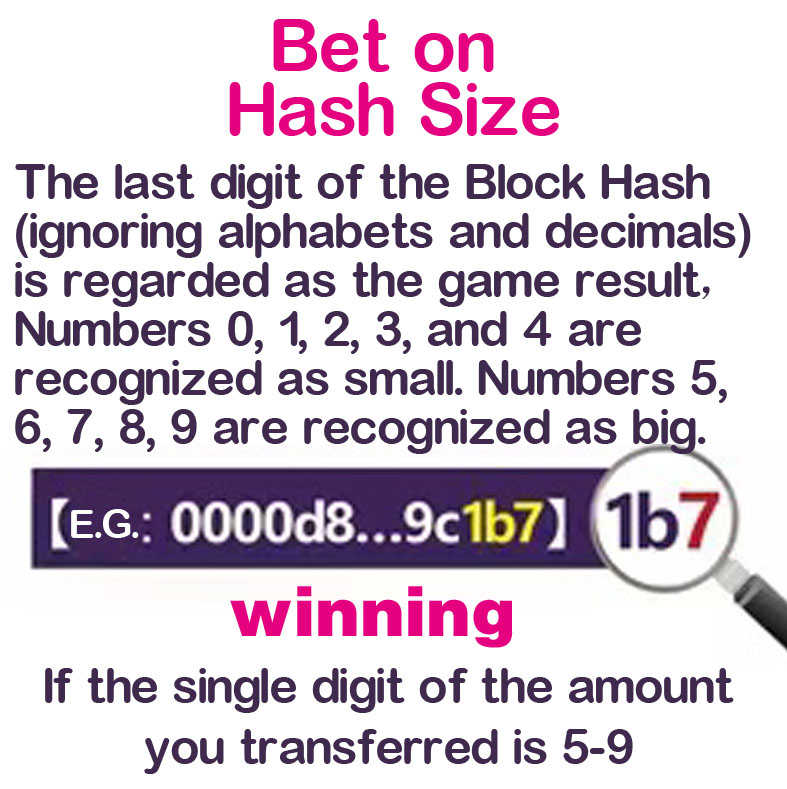 Bet on
Hash Size
The last digit of the Block Hash
(ignoring alphabets and decimals)
is regarded as the game result,
Numbers 0, 1, 2, 3, and 4 are
recognized as small. Numbers 5,
6, 7, 8, 9 are recognized as big.
【E.G.: 0000d8...9c1b7】 1b7
winning
If the single digit of the amount
you transferred is 5-9